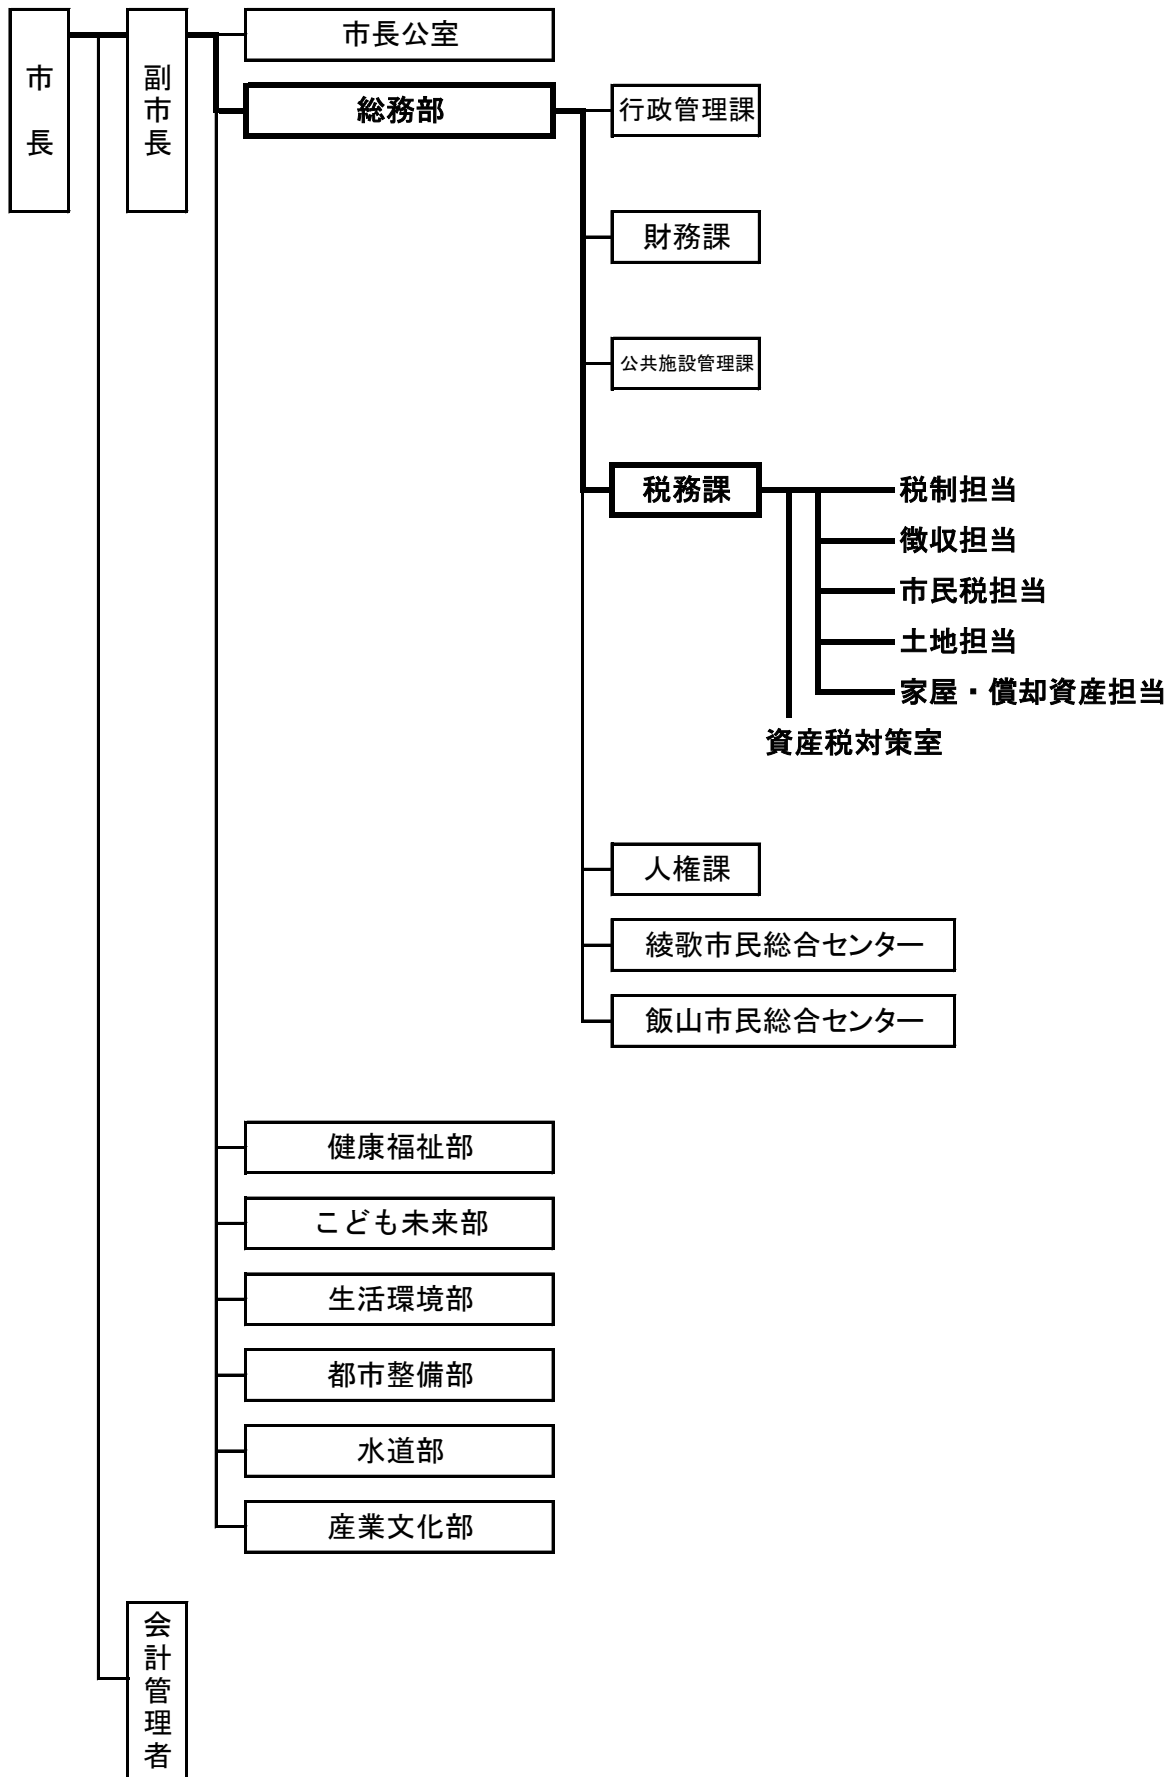 市長
副市長
市長公室
総務部
行政管理課
財務課
公共施設管理課
税務課
税制担当
徴収担当
市民税担当
土地担当
家屋・償却資産担当
資産税対策室
人権課
綾歌市民総合センター
飯山市民総合センター
健康福祉部
こども未来部
生活環境部
都市整備部
水道部
産業文化部
会計管理者